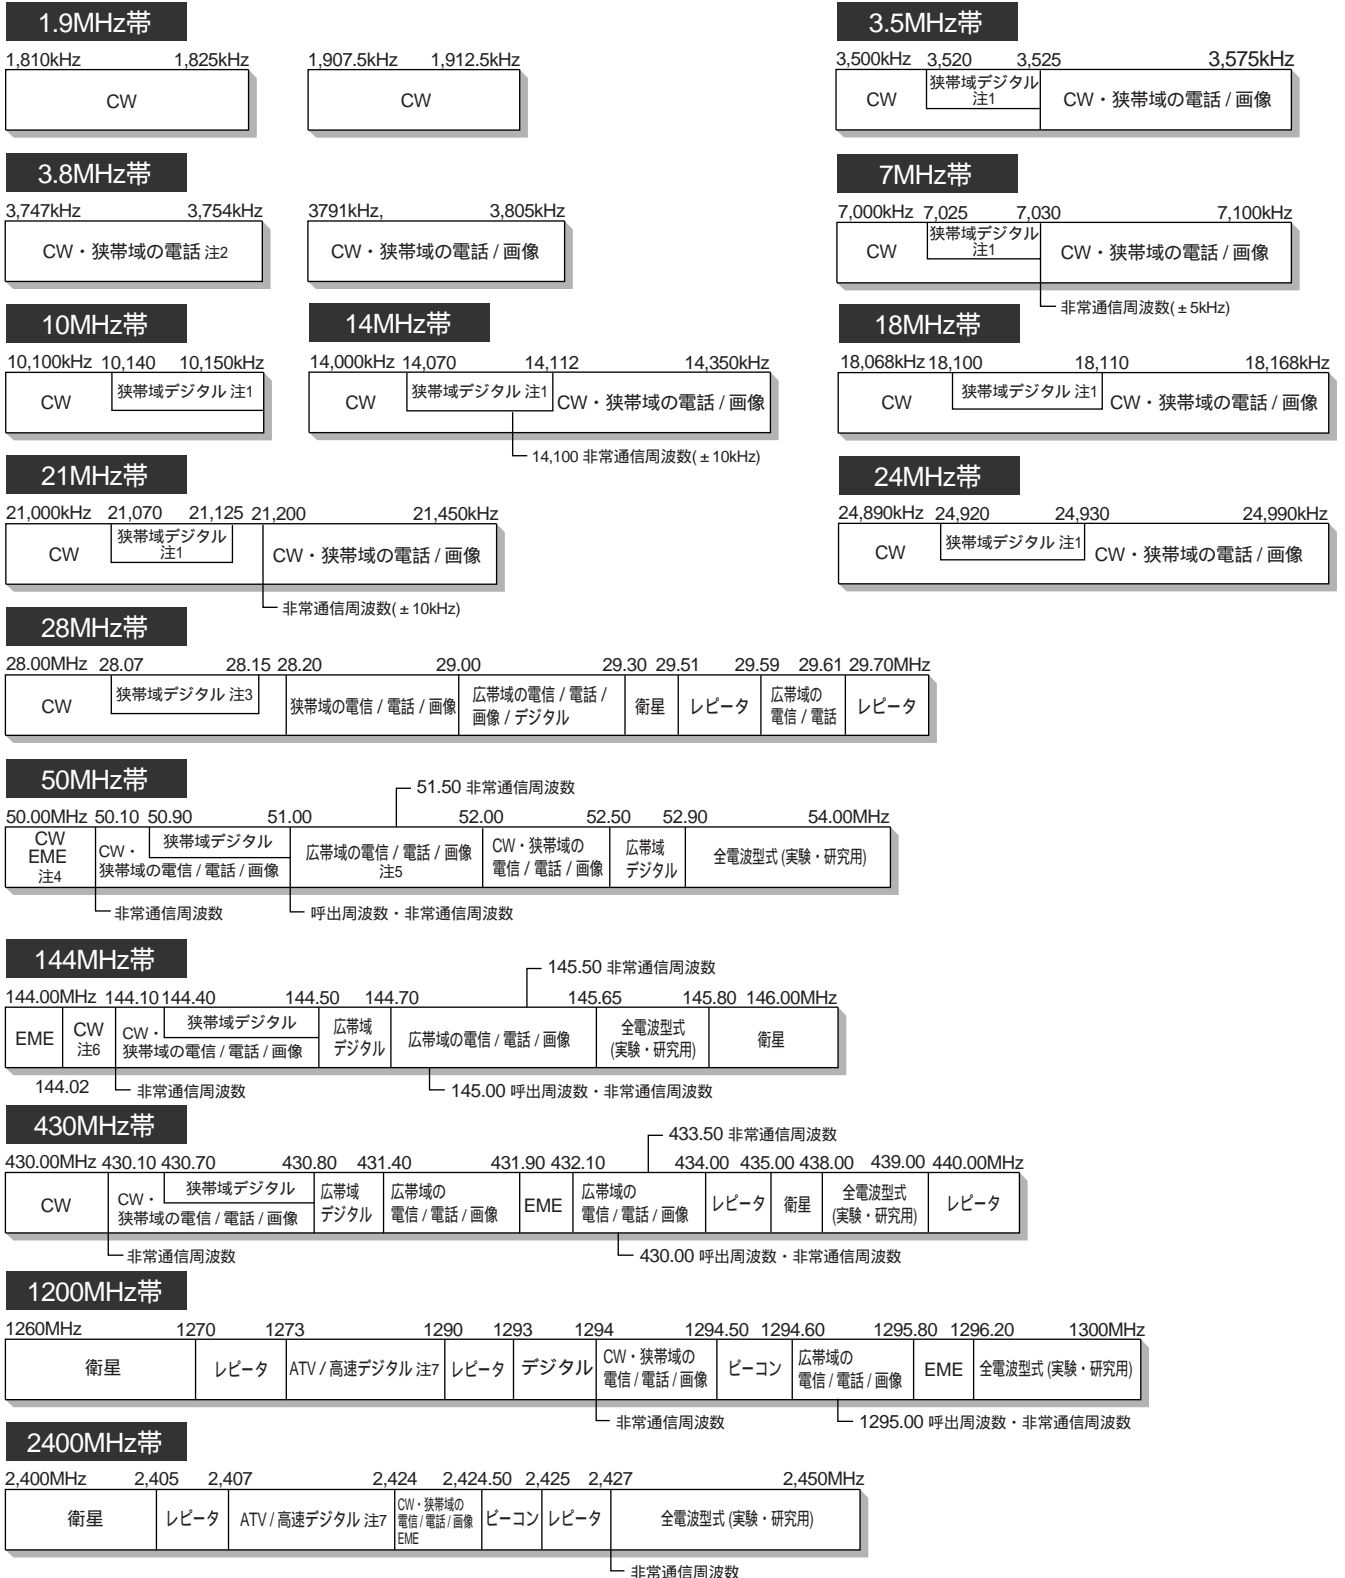 1.9MHz帯
1,810kHz 1,825kHz
CW
1,907.5kHz 1,912.5kHz
CW
3.5MHz帯
3,500kHz 3,520 3,525 3,575kHz
CW
狭帯域デジタル
注1
CW・狭帯域の電話 / 画像
3.8MHz帯
3,747kHz 3,754kHz
CW・狭帯域の電話 注2
3791kHz, 3,805kHz
CW・狭帯域の電話 / 画像
7MHz帯
7,000kHz 7,025 7,030 7,100kHz
CW
狭帯域デジタル
注1
CW・狭帯域の電話 / 画像
非常通信周波数(±5kHz)
10MHz帯
10,100kHz 10,140 10,150kHz
CW
狭帯域デジタル 注1
14MHz帯
14,000kHz 14,070 14,112 14,350kHz
CW
狭帯域デジタル 注1
CW・狭帯域の電話 / 画像
14,100 非常通信周波数(±10kHz)
18MHz帯
18,068kHz 18,100 18,110 18,168kHz
CW
狭帯域デジタル 注1
CW・狭帯域の電話 / 画像
21MHz帯
21,000kHz 21,070 21,125 21,200 21,450kHz
CW
狭帯域デジタル
注1
CW・狭帯域の電話 / 画像
非常通信周波数(±10kHz)
24MHz帯
24,890kHz 24,920 24,930 24,990kHz
CW
狭帯域デジタル 注1
CW・狭帯域の電話 / 画像
28MHz帯
28.00MHz 28.07 28.15 28.20 29.00 29.30 29.51 29.59 29.61 29.70MHz
CW
狭帯域デジタル 注3
狭帯域の電信 / 電話 / 画像
広帯域の電信 / 電話 /
画像 / デジタル
衛星
レピータ
広帯域の
電信 / 電話
レピータ
50MHz帯
51.50 非常通信周波数
50.00MHz 50.10 50.90 51.00 52.00 52.50 52.90 54.00MHz
CW
EME
注4
狭帯域デジタル
CW・
狭帯域の電信 / 電話 / 画像
広帯域の電信 / 電話 / 画像
注5
CW・狭帯域の
電信 / 電話 / 画像
広帯域
デジタル
全電波型式 (実験・研究用)
非常通信周波数
呼出周波数・非常通信周波数
144MHz帯
145.50 非常通信周波数
144.00MHz 144.10 144.40 144.50 144.70 145.65 145.80 146.00MHz
EME
CW
注6
狭帯域デジタル
CW・
狭帯域の電信 / 電話 / 画像
広帯域
デジタル
広帯域の電信 / 電話 / 画像
全電波型式
(実験・研究用)
衛星
144.02
非常通信周波数
145.00 呼出周波数・非常通信周波数
430MHz帯
433.50 非常通信周波数
430.00MHz 430.10 430.70 430.80 431.40 431.90 432.10 434.00 435.00 438.00 439.00 440.00MHz
CW
狭帯域デジタル
CW・
狭帯域の電信 / 電話 / 画像
広帯域
デジタル
広帯域の
電信 / 電話 / 画像
EME
広帯域の
電信 / 電話 / 画像
レピータ
衛星
全電波型式
(実験・研究用)
レピータ
非常通信周波数
430.00 呼出周波数・非常通信周波数
1200MHz帯
1260MHz 1270 1273 1290 1293 1294 1294.50 1294.60 1295.80 1296.20 1300MHz
衛星
レピータ
ATV / 高速デジタル 注7
レピータ
デジタル
CW・狭帯域の
電信 / 電話 / 画像
ビーコン
広帯域の
電信 / 電話 / 画像
EME
全電波型式 (実験・研究用)
非常通信周波数
1295.00 呼出周波数・非常通信周波数
2400MHz帯
2,400MHz 2,405 2,407 2,424 2,424.50 2,425 2,427 2,450MHz
衛星
レピータ
ATV / 高速デジタル 注7
CW・狭帯域の
電信 / 電話 / 画像
EME
ビーコン
レピータ
全電波型式 (実験・研究用)
非常通信周波数